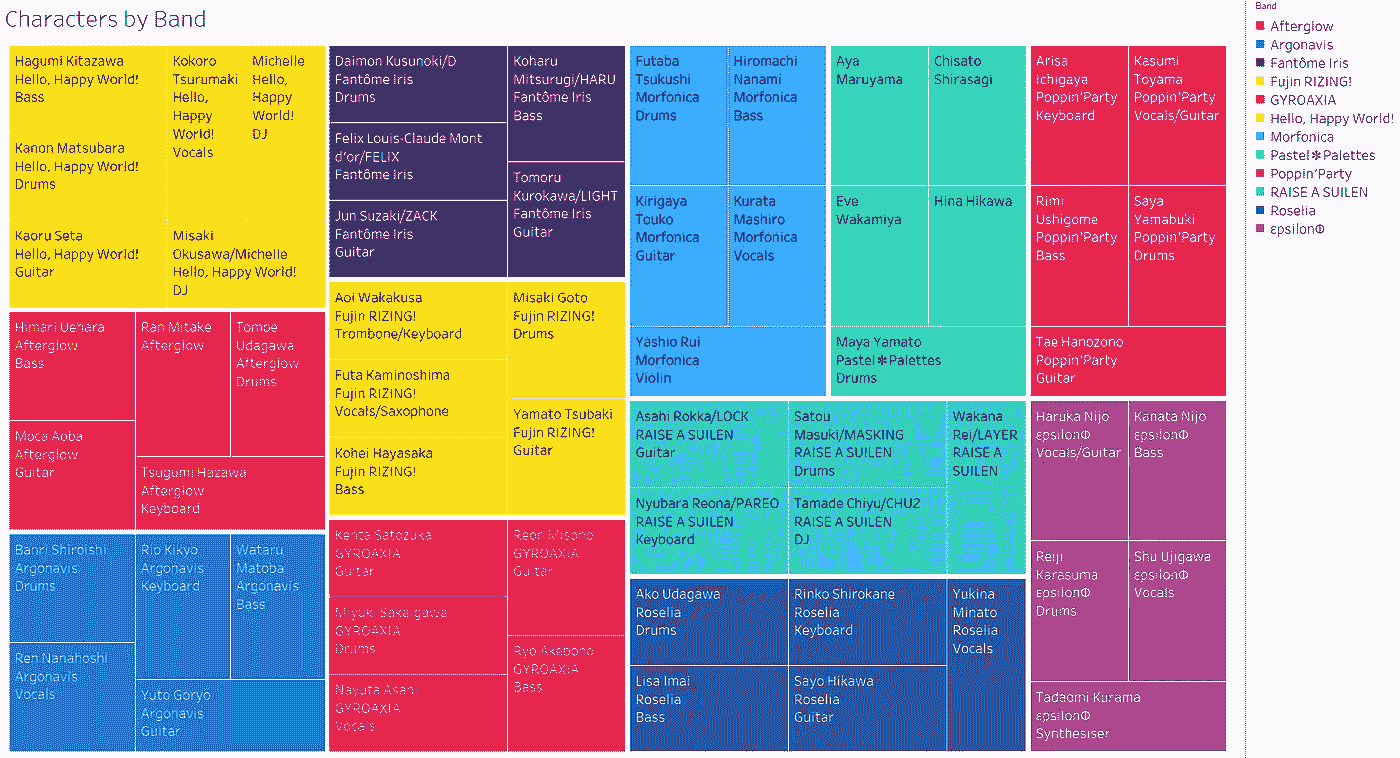 Characters by Band
Hagumi Kitazawa
Hello, Happy World!
Bass
Kanon Matsubara
Hello, Happy World!
Drums
Kaoru Seta
Hello, Happy World!
Guitar
Kokoro
Tsurumaki
Hello,
Happy
World!
Vocals
Michelle
Hello,
Happy
World!
DJ
Misaki
Okusawa/Michelle
Hello, Happy World!
DJ
Himari Uehara
Afterglow
Bass
Moca Aoba
Afterglow
Guitar
Ran Mitake
Afterglow
Tomoe
Udagawa
Afterglow
Drums
Tsugumi Hazawa
Afterglow
Keyboard
Banri Shiroishi
Argonavis
Drums
Ren Nanahoshi
Argonavis
Vocals
Rio Kikyo
Argonavis
Keyboard
Wataru
Matoba
Argonavis
Bass
Yuto Goryo
Argonavis
Guitar
Daimon Kusunoki/D
Fantôme Iris
Drums
Felix Louis-Claude Mont
d'or/FELIX
Fantôme Iris
Jun Suzaki/ZACK
Fantôme Iris
Guitar
Koharu
Mitsurugi/HARU
Fantôme Iris
Bass
Tomoru
Kurokawa/LIGHT
Fantôme Iris
Guitar
Aoi Wakakusa
Fujin RIZING!
Trombone/Keyboard
Futa Kaminoshima
Fujin RIZING!
Vocals/Saxophone
Kohei Hayasaka
Fujin RIZING!
Bass
Misaki Goto
Fujin RIZING!
Drums
Yamato Tsubaki
Fujin RIZING!
Guitar
Kenta Satozuka
GYROAXIA
Guitar
Miyuki Sakaigawa
GYROAXIA
Drums
Nayuta Asahi
GYROAXIA
Vocals
Reon Misono
GYROAXIA
Guitar
Ryo Akebono
GYROAXIA
Bass
Futaba
Tsukushi
Morfonica
Drums
Hiromachi
Nanami
Morfonica
Bass
Kirigaya
Touko
Morfonica
Guitar
Kurata
Mashiro
Morfonica
Vocals
Yashio Rui
Morfonica
Violin
Aya
Maruyama
Chisato
Shirasagi
Eve
Wakamiya
Hina Hikawa
Maya Yamato
Pastel✻Palettes
Drums
Arisa
Ichigaya
Poppin'Party
Keyboard
Kasumi
Toyama
Poppin'Party
Vocals/Guitar
Rimi
Ushigome
Poppin'Party
Bass
Saya
Yamabuki
Poppin'Party
Drums
Tae Hanozono
Poppin'Party
Guitar
Asahi Rokka/LOCK
RAISE A SUILEN
Guitar
Satou
Masuki/MASKING
RAISE A SUILEN
Drums
Wakana
Rei/LAYER
RAISE A
SUILEN
Nyubara Reona/PAREO
RAISE A SUILEN
Keyboard
Tamade Chiyu/CHU2
RAISE A SUILEN
DJ
Ako Udagawa
Roselia
Drums
Rinko Shirokane
Roselia
Keyboard
Yukina
Minato
Roselia
Vocals
Lisa Imai
Roselia
Bass
Sayo Hikawa
Roselia
Guitar
Haruka Nijo
εpsilonΦ
Vocals/Guitar
Kanata Nijo
εpsilonΦ
Bass
Reiji
Karasuma
εpsilonΦ
Drums
Shu Ujigawa
εpsilonΦ
Vocals
Tadaomi Kurama
εpsilonΦ
Synthesiser
Band
Afterglow
Argonavis
Fantôme Iris
Fujin RIZING!
GYROAXIA
Hello, Happy World!
Morfonica
Pastel✻Palettes
Poppin'Party
RAISE A SUILEN
Roselia
εpsilonΦ